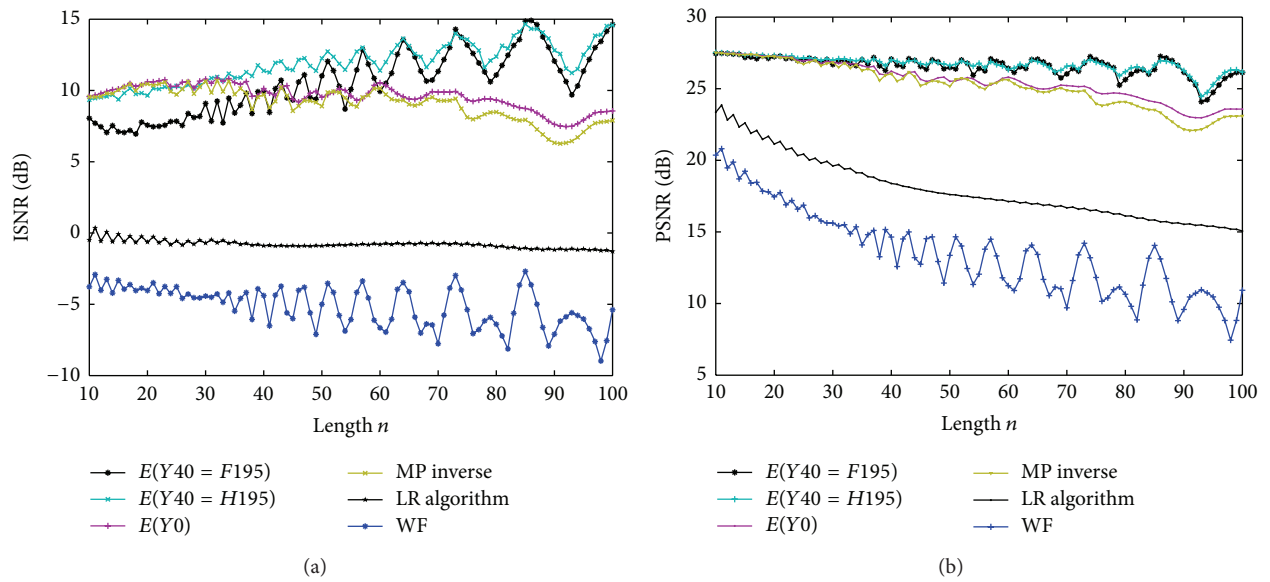 15
10
5
0
−5
−10
ISNR (dB)
10 20 30 40 50 60 70 80 90 100
Length n
E(Y40 = F195)
E(Y40 = H195)
E(Y0)
MP inverse
LR algorithm
WF
(a)
30
25
20
15
10
5
PSNR (dB)
10 20 30 40 50 60 70 80 90 100
Length n
E(Y40 = F195)
E(Y40 = H195)
E(Y0)
MP inverse
LR algorithm
WF
(b)